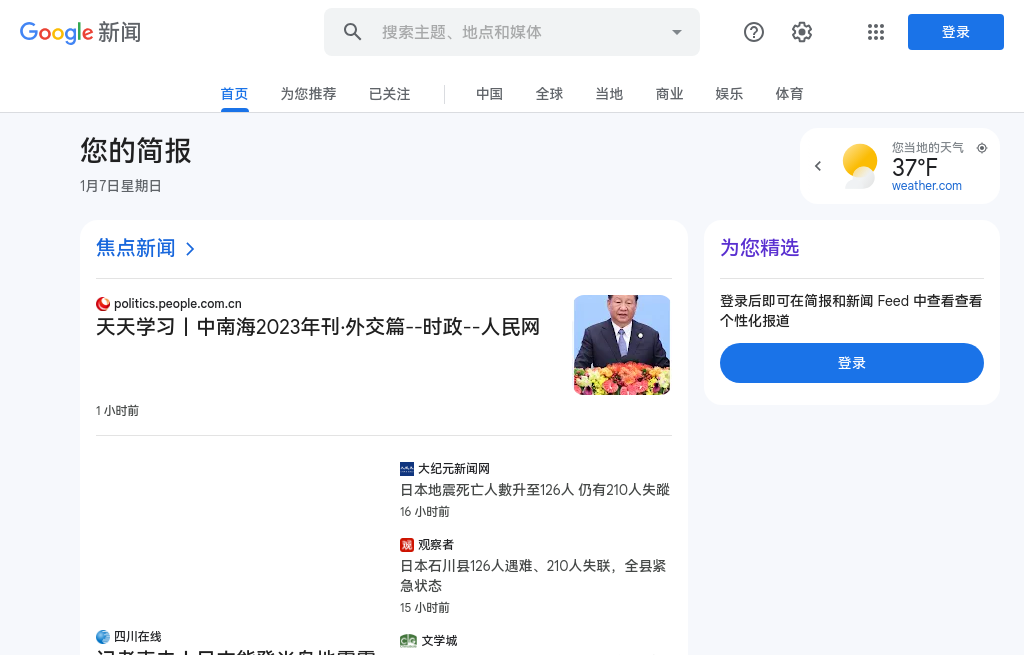 Google 新闻
搜索主题、地点和媒体
登录
首页
为您推荐
已关注
中国
全球
当地
商业
娱乐
体育
您的简报
1月7日星期日
您当地的天气
37°F
weather.com
焦点新闻
politics.people.com.cn
天天学习丨中南海2023年刊·外交篇--时政--人民网
1 小时前
为您精选
登录后即可在简报和新闻 Feed 中查看查看
个性化报道
登录
大纪元新闻网
日本地震死亡人數升至126人 仍有210人失蹤
16 小时前
观察者
日本石川县126人遇难、210人失联，全县紧
急状态
15 小时前
四川在线
文学城